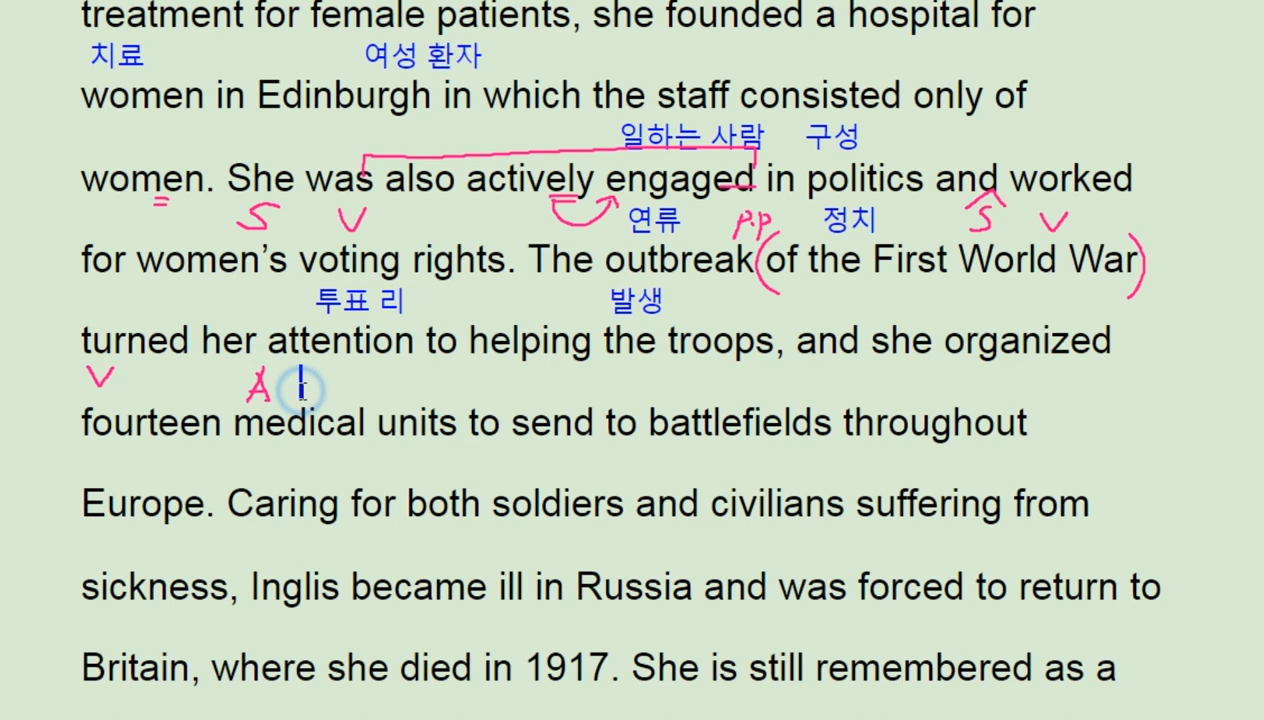 treatment for female patients, she founded a hospital for
치료 여성 환자
women in Edinburgh in which the staff consisted only of
일하는 사람 구성
women. She was also actively engaged in politics and worked
S V 연류 p.p 정치 S V
for women’s voting rights. The outbreak (of the First World War)
투표 리 발생
turned her attention to helping the troops, and she organized
V A
fourteen medical units to send to battlefields throughout
Europe. Caring for both soldiers and civilians suffering from
sickness, Inglis became ill in Russia and was forced to return to
Britain, where she died in 1917. She is still remembered as a